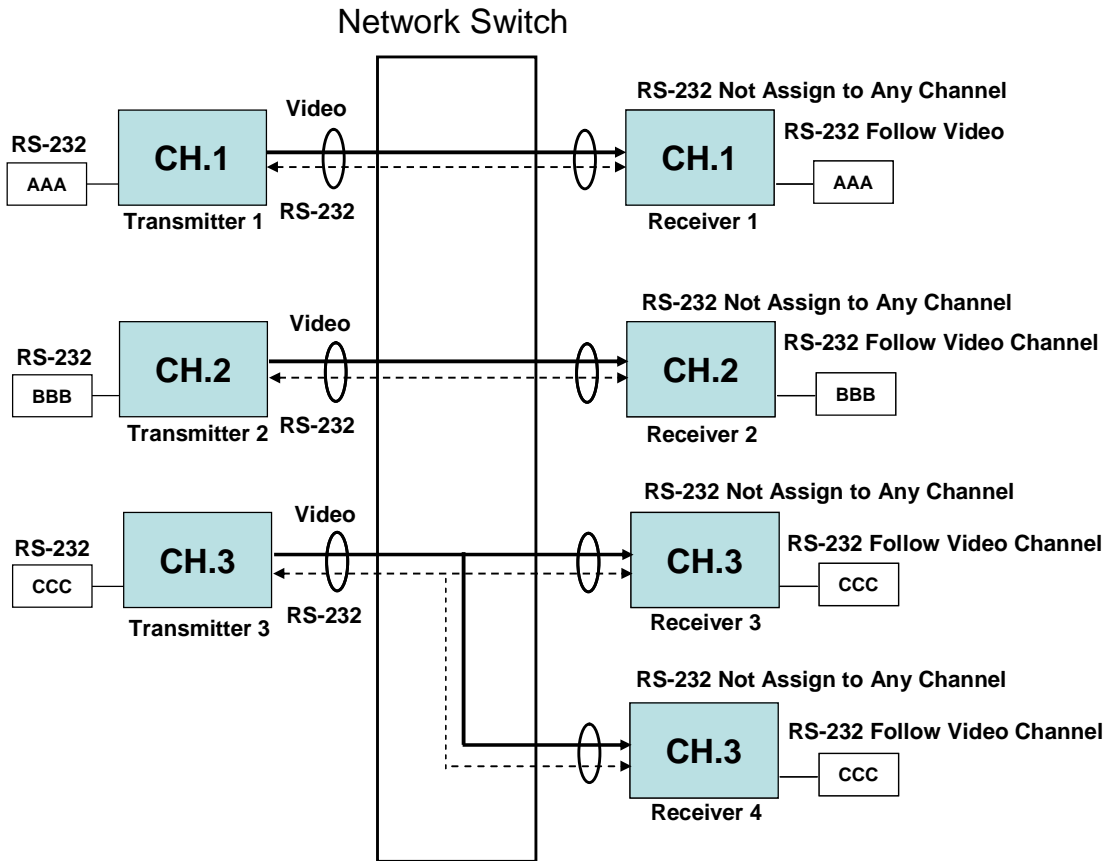 Network Switch
RS-232 Not Assign to Any Channel
Video
RS-232 Follow Video
RS-232
CH.1
CH.1
AAA
AAA
RS-232
Transmitter 1
Receiver 1
RS-232 Not Assign to Any Channel
Video
RS-232 Follow Video Channel
RS-232
CH.2
CH.2
BBB
BBB
RS-232
Transmitter 2
Receiver 2
RS-232 Not Assign to Any Channel
Video
RS-232 Follow Video Channel
RS-232
CH.3
CH.3
CCC
CCC
RS-232
Transmitter 3
Receiver 3
RS-232 Not Assign to Any Channel
RS-232 Follow Video Channel
CH.3
CCC
Receiver 4